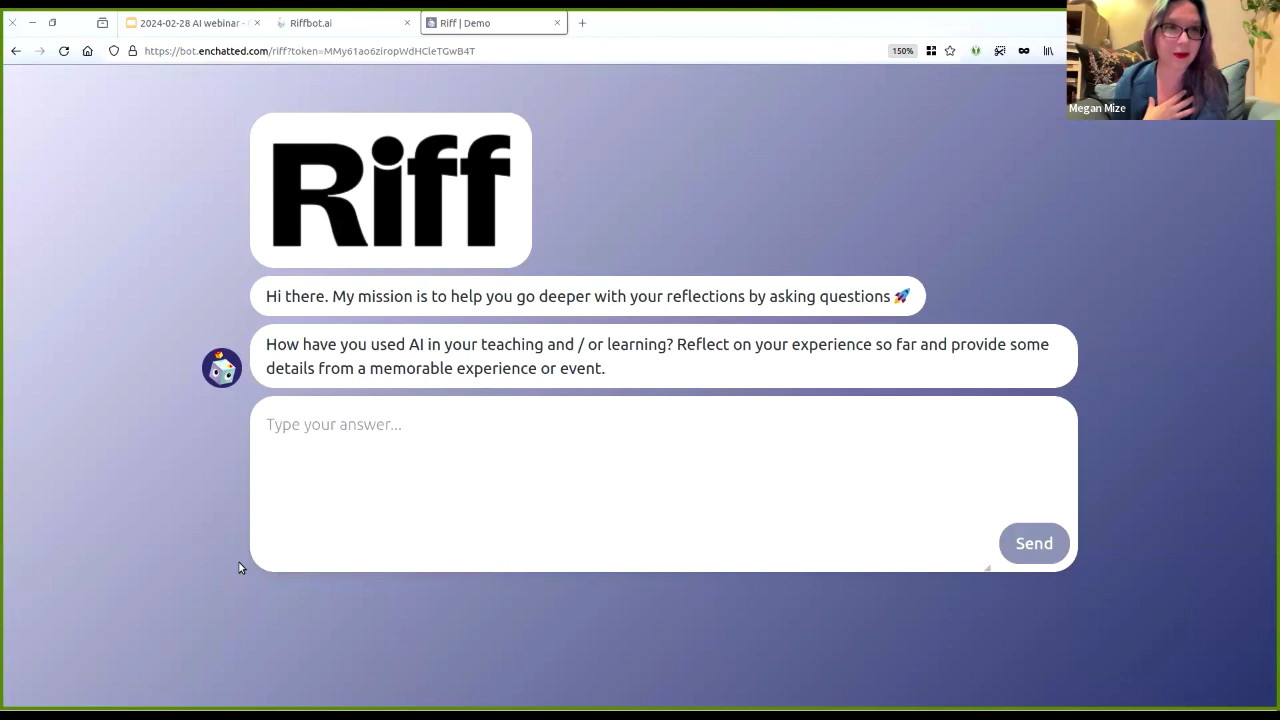 2024-02-28 AI webinar -
Riffbot.ai
Riff | Demo
https://bot.enchatted.com/riff?token=MMy61ao6ziropWdHCleTGwB4T
150%
Megan Mize
Riff
Hi there. My mission is to help you go deeper with your reflections by asking questions 🚀
How have you used AI in your teaching and / or learning? Reflect on your experience so far and provide some
details from a memorable experience or event.
Type your answer...
Send